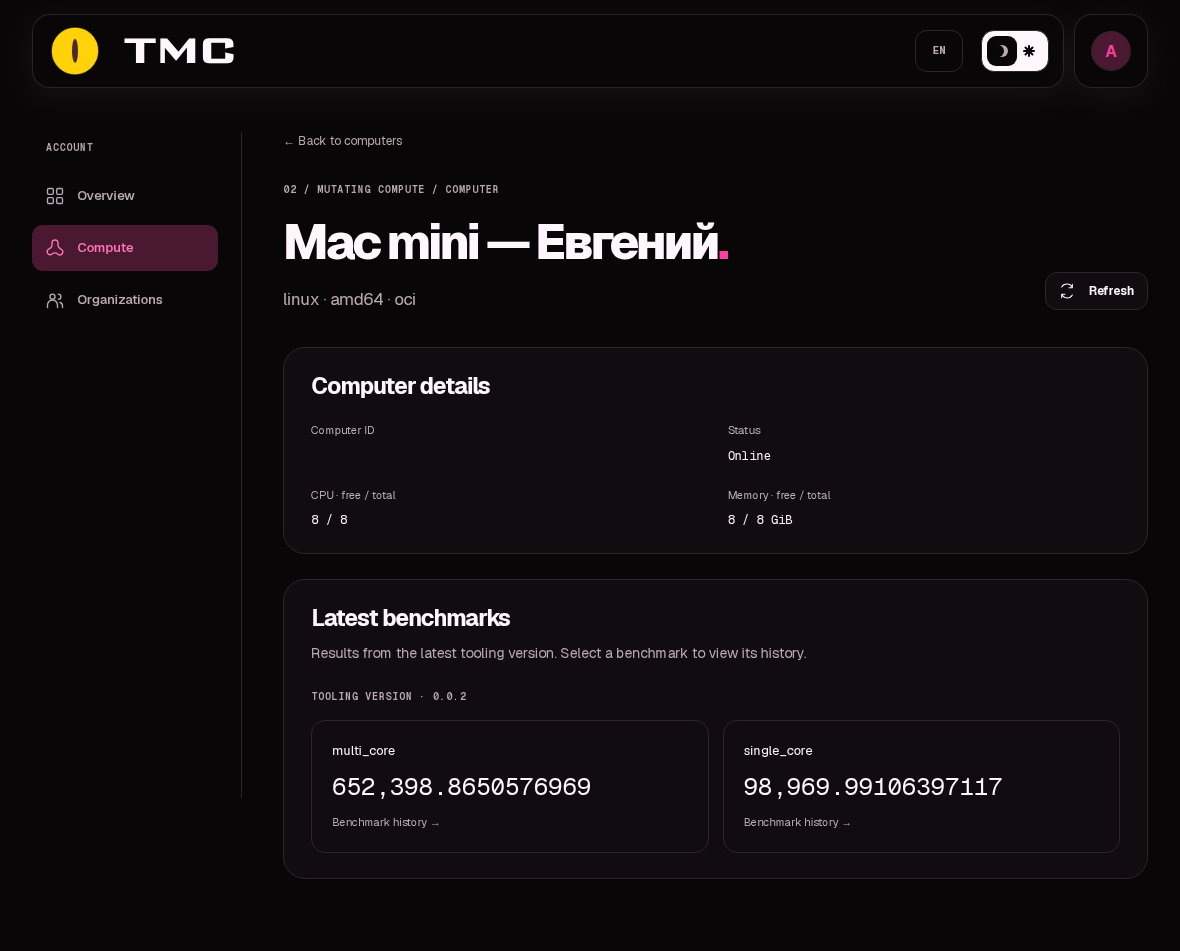 TMC
EN
A
ACCOUNT
Overview
Compute
Organizations
← Back to computers
02 / MUTATING COMPUTE / COMPUTER
Mac mini — Евгений.
linux · amd64 · oci
Refresh
Computer details
Computer ID
Status
Online
CPU · free / total
8 / 8
Memory · free / total
8 / 8 GiB
Latest benchmarks
Results from the latest tooling version. Select a benchmark to view its history.
TOOLING VERSION · 0.0.2
multi_core
652,398.8650576969
Benchmark history →
single_core
98,969.99106397117
Benchmark history →